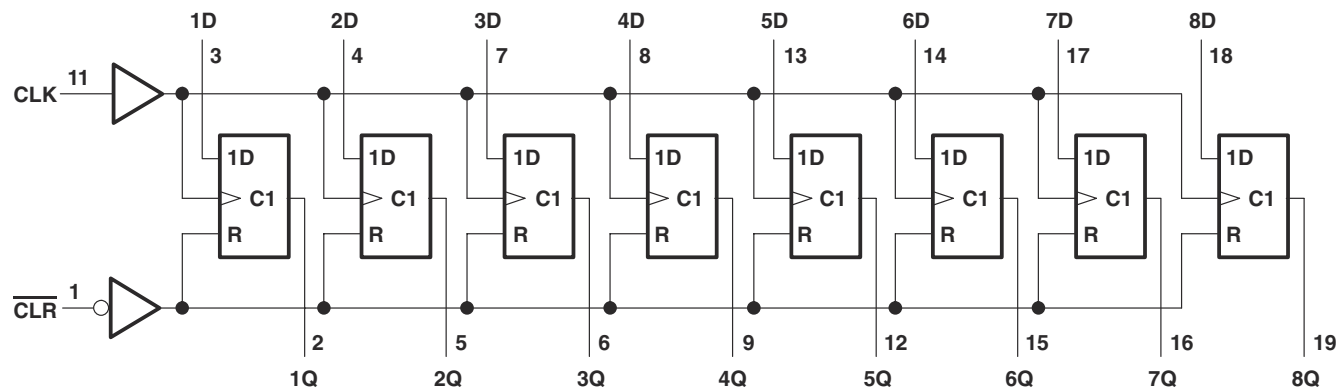 1D 2D 3D 4D 5D 6D 7D 8D
3 4 7 8 13 14 17 18
CLK 11
1D 1D 1D 1D 1D 1D 1D 1D
C1 C1 C1 C1 C1 C1 C1 C1
R R R R R R R R
C̅L̅R̅ 1
2 5 6 9 12 15 16 19
1Q 2Q 3Q 4Q 5Q 6Q 7Q 8Q